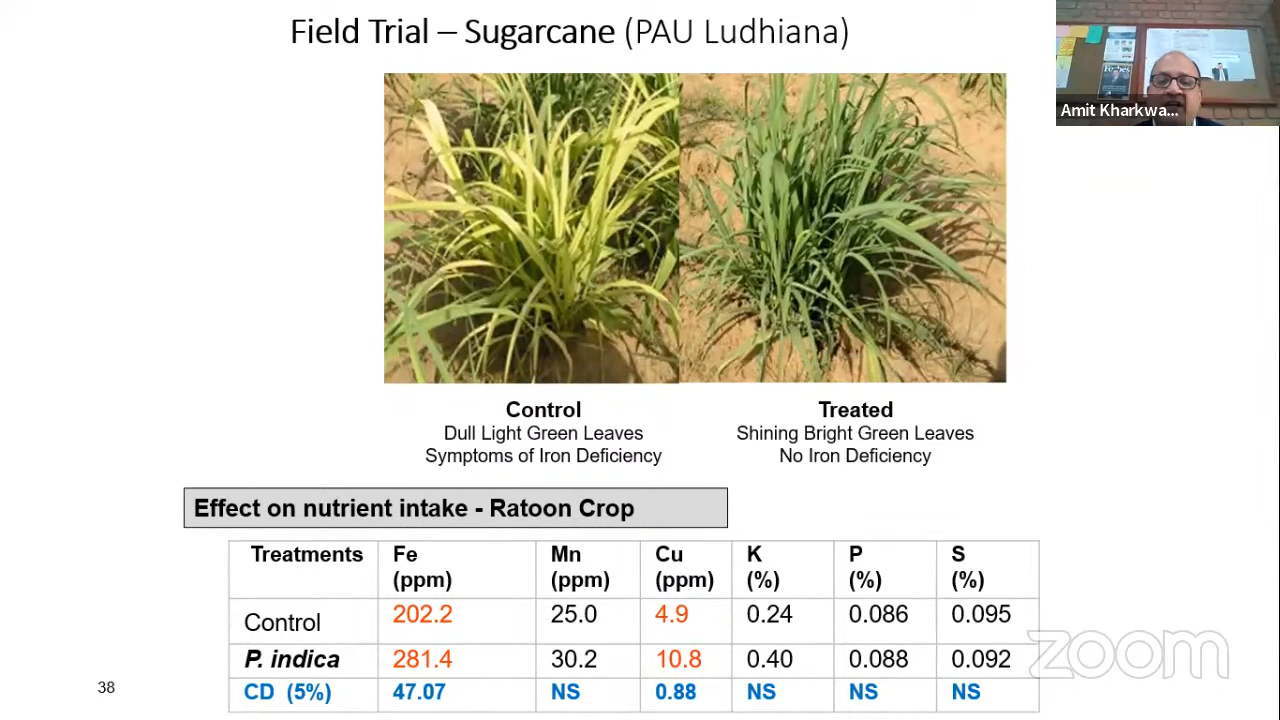 Field Trial – Sugarcane (PAU Ludhiana)
Forbes
Amit Kharkwa...
Control
Dull Light Green Leaves
Symptoms of Iron Deficiency
Treated
Shining Bright Green Leaves
No Iron Deficiency
Effect on nutrient intake - Ratoon Crop
Treatments Fe (ppm) Mn (ppm) Cu (ppm) K (%) P (%) S (%)
Control 202.2 25.0 4.9 0.24 0.086 0.095
P. indica 281.4 30.2 10.8 0.40 0.088 0.092
CD (5%) 47.07 NS 0.88 NS NS NS
38
zoom